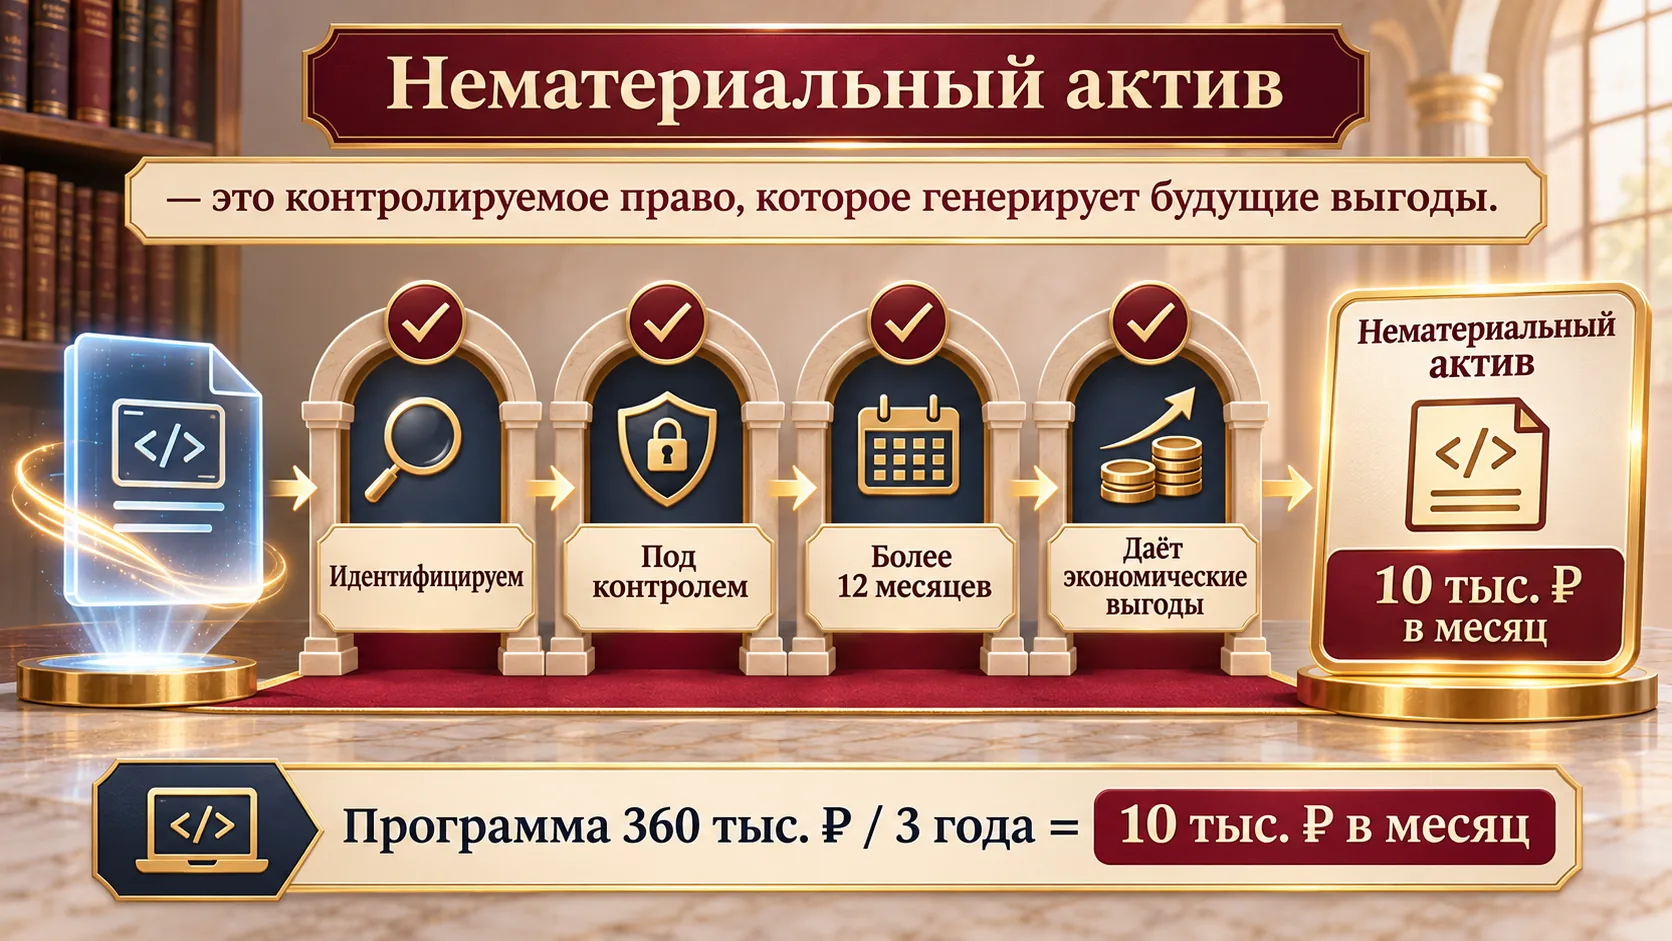 Нематериальный актив
— это контролируемое право, которое генерирует будущие выгоды.
</>
Идентифицируем
Под
контролем
Более
12 месяцев
Даёт
экономические
выгоды
Нематериальный
актив
</>
10 тыс. ₽
в месяц
</>
Программа 360 тыс. ₽ / 3 года = 10 тыс. ₽ в месяц